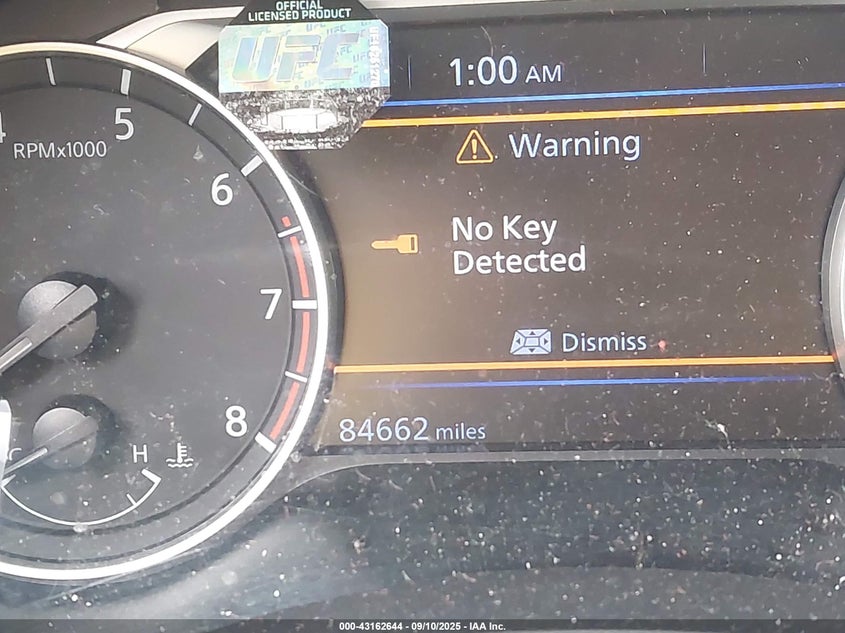 OFFICIAL
LICENSED PRODUCT
UFC
1:00 AM
5
RPMx1000
6
7
8
H
Warning
No Key
Detected
Dismiss
84662 miles
000-43162644 - 09/10/2025 - IAA Inc.